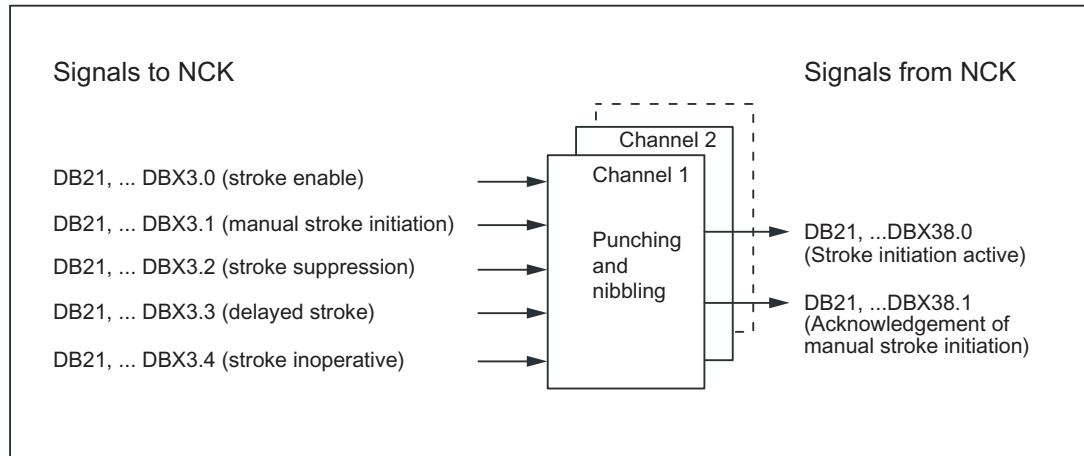 Signals to NCK
Signals from NCK
DB21, ... DBX3.0 (stroke enable)
DB21, ... DBX3.1 (manual stroke initiation)
DB21, ... DBX3.2 (stroke suppression)
DB21, ... DBX3.3 (delayed stroke)
DB21, ... DBX3.4 (stroke inoperative)
Channel 2
Channel 1
Punching
and
nibbling
DB21, ...DBX38.0
(Stroke initiation active)
DB21, ...DBX38.1
(Acknowledgement of
manual stroke initiation)